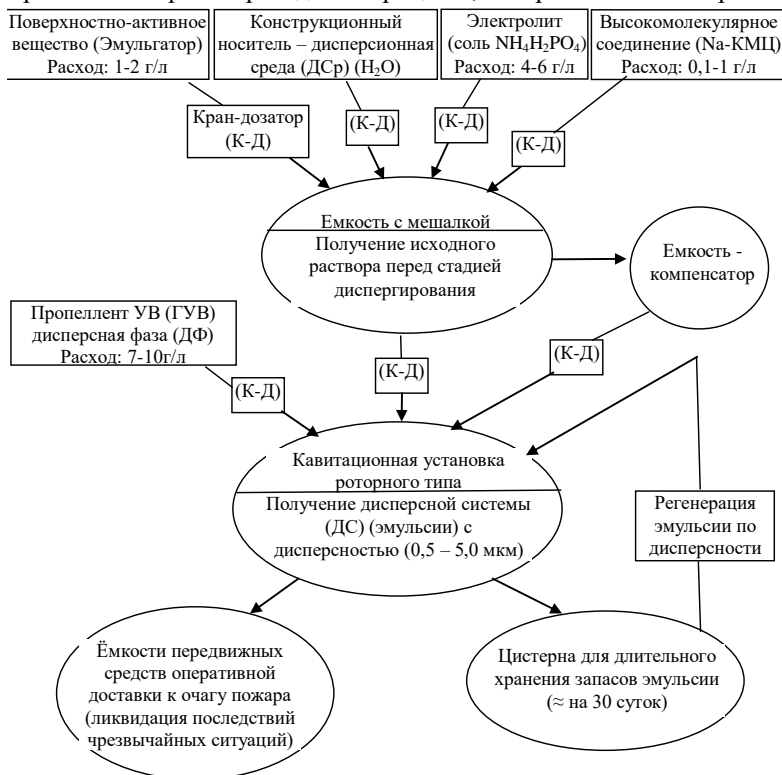 Поверхностно-активное
вещество (Эмульгатор)
Расход: 1-2 г/л
Конструкционный
носитель – дисперсионная
среда (ДСр) (H₂O)
Электролит
(соль NH₄H₂PO₄)
Расход: 4-6 г/л
Высокомолекулярное
соединение (Na-КМЦ)
Расход: 0,1-1 г/л
Кран-дозатор
(К-Д)
(К-Д)
(К-Д)
(К-Д)
Емкость с мешалкой
Получение исходного
раствора перед стадией
диспергирования
Емкость -
компенсатор
Пропеллент УВ (ГУВ)
дисперсная фаза (ДФ)
Расход: 7-10г/л
(К-Д)
(К-Д)
(К-Д)
Кавитационная установка
роторного типа
Получение дисперсной системы
(ДС) (эмульсии) с
дисперсностью (0,5 – 5,0 мкм)
Регенерация
эмульсии по
дисперсности
Ёмкости передвижных
средств оперативной
доставки к очагу пожара
(ликвидация последствий
чрезвычайных ситуаций)
Цистерна для длительного
хранения запасов эмульсии
(≈ на 30 суток)